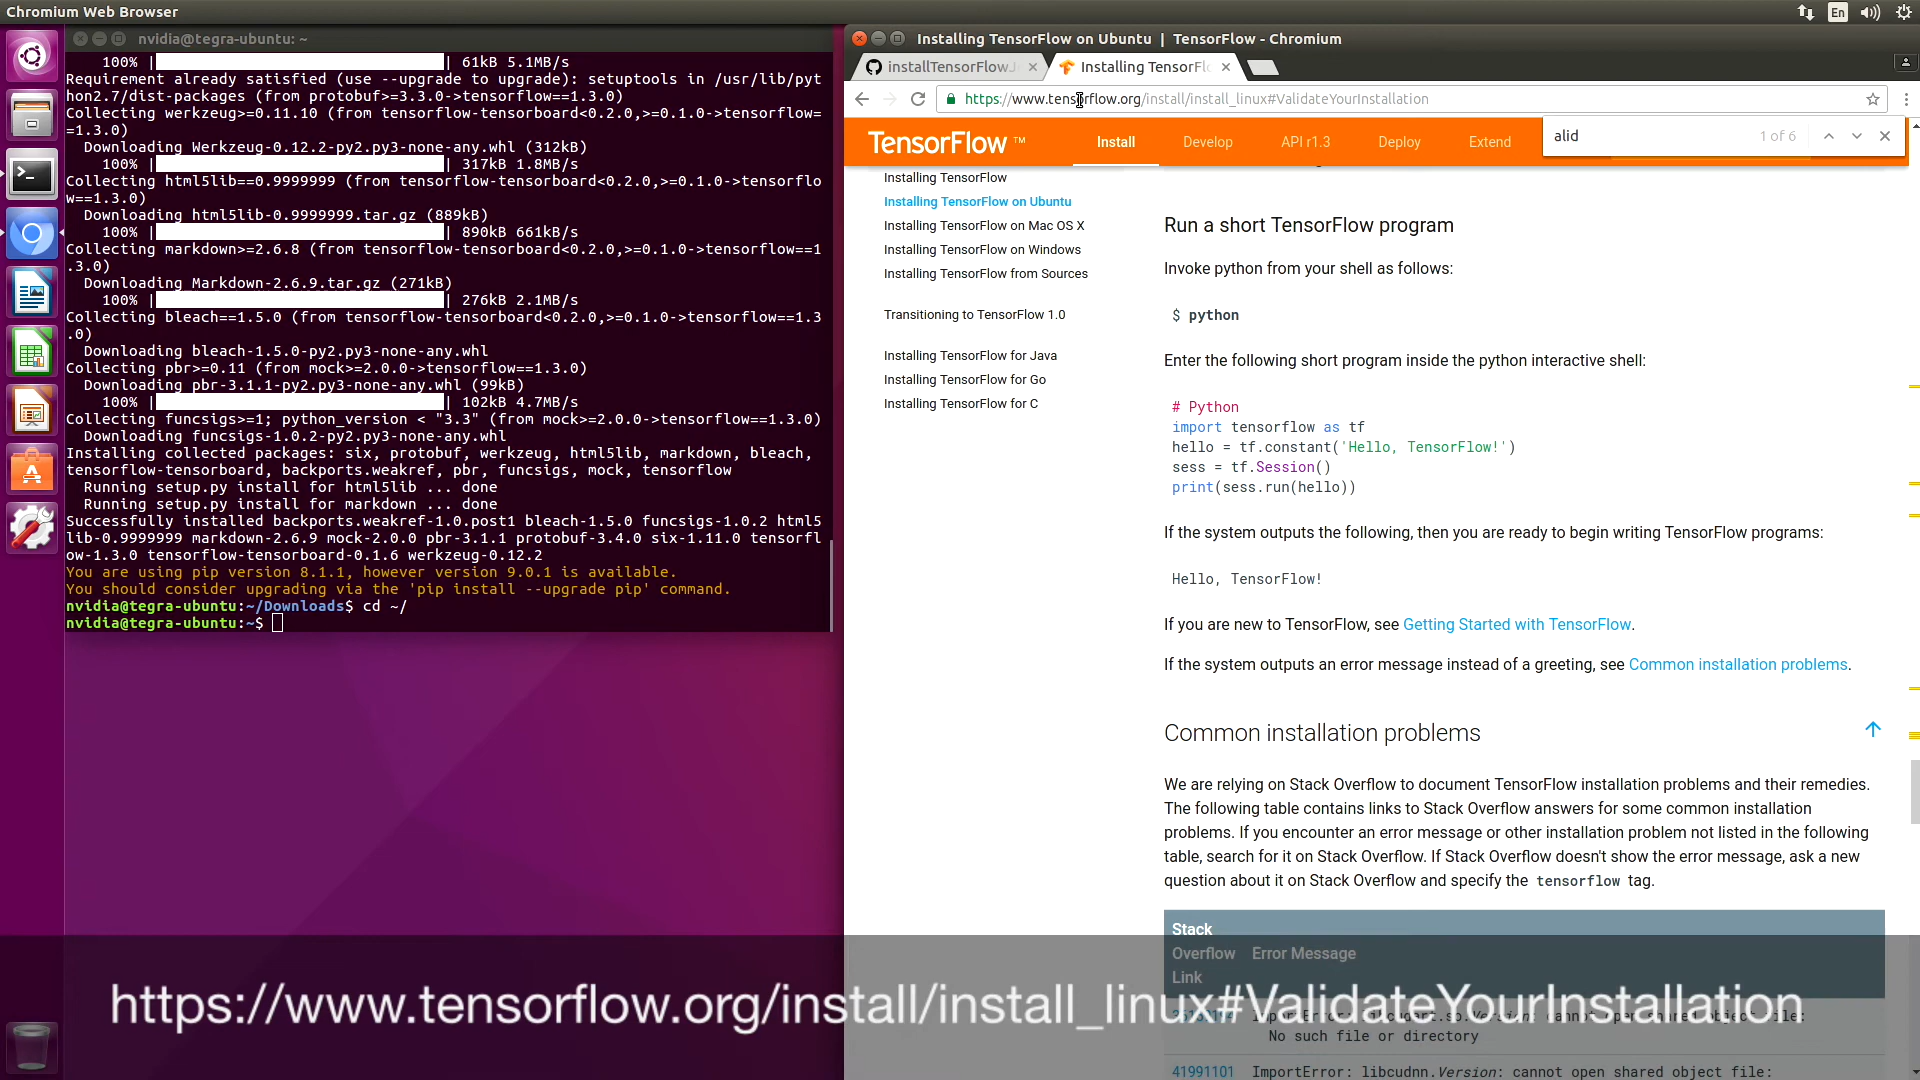 Chromium Web Browser
En
nvidia@tegra-ubuntu: ~
100% | | 61kB 5.1MB/s
Requirement already satisfied (use --upgrade to upgrade): setuptools in /usr/lib/pyt
hon2.7/dist-packages (from protobuf>=3.3.0->tensorflow==1.3.0)
Collecting werkzeug>=0.11.10 (from tensorflow-tensorboard<0.2.0,>=0.1.0->tensorflow=
=1.3.0)
Downloading Werkzeug-0.12.2-py2.py3-none-any.whl (312kB)
100% | | 317kB 1.8MB/s
Collecting html5lib==0.9999999 (from tensorflow-tensorboard<0.2.0,>=0.1.0->tensorflo
w==1.3.0)
Downloading html5lib-0.9999999.tar.gz (889kB)
100% | | 890kB 661kB/s
Collecting markdown>=2.6.8 (from tensorflow-tensorboard<0.2.0,>=0.1.0->tensorflow==1
.3.0)
Downloading Markdown-2.6.9.tar.gz (271kB)
100% | | 276kB 2.1MB/s
Collecting bleach==1.5.0 (from tensorflow-tensorboard<0.2.0,>=0.1.0->tensorflow==1.3
.0)
Downloading bleach-1.5.0-py2.py3-none-any.whl
Collecting pbr>=0.11 (from mock>=2.0.0->tensorflow==1.3.0)
Downloading pbr-3.1.1-py2.py3-none-any.whl (99kB)
100% | | 102kB 4.7MB/s
Collecting funcsigs>=1; python_version < "3.3" (from mock>=2.0.0->tensorflow==1.3.0)
Downloading funcsigs-1.0.2-py2.py3-none-any.whl
Installing collected packages: six, protobuf, werkzeug, html5lib, markdown, bleach,
tensorflow-tensorboard, backports.weakref, pbr, funcsigs, mock, tensorflow
Running setup.py install for html5lib ... done
Running setup.py install for markdown ... done
Successfully installed backports.weakref-1.0.post1 bleach-1.5.0 funcsigs-1.0.2 html5
lib-0.9999999 markdown-2.6.9 mock-2.0.0 pbr-3.1.1 protobuf-3.4.0 six-1.11.0 tensorfl
ow-1.3.0 tensorflow-tensorboard-0.1.6 werkzeug-0.12.2
You are using pip version 8.1.1, however version 9.0.1 is available.
You should consider upgrading via the 'pip install --upgrade pip' command.
nvidia@tegra-ubuntu:~/Downloads$ cd ~/
nvidia@tegra-ubuntu:~$
Installing TensorFlow on Ubuntu | TensorFlow - Chromium
installTensorFlowJ
Installing TensorFl
https://www.tensorflow.org/install/install_linux#ValidateYourInstallation
TensorFlow ™
Install
Develop
API r1.3
Deploy
Extend
alid
1 of 6
Installing TensorFlow
Installing TensorFlow on Ubuntu
Installing TensorFlow on Mac OS X
Installing TensorFlow on Windows
Installing TensorFlow from Sources
Transitioning to TensorFlow 1.0
Installing TensorFlow for Java
Installing TensorFlow for Go
Installing TensorFlow for C
Run a short TensorFlow program
Invoke python from your shell as follows:
$ python
Enter the following short program inside the python interactive shell:
# Python
import tensorflow as tf
hello = tf.constant('Hello, TensorFlow!')
sess = tf.Session()
print(sess.run(hello))
If the system outputs the following, then you are ready to begin writing TensorFlow programs:
Hello, TensorFlow!
If you are new to TensorFlow, see Getting Started with TensorFlow.
If the system outputs an error message instead of a greeting, see Common installation problems.
Common installation problems
We are relying on Stack Overflow to document TensorFlow installation problems and their remedies.
The following table contains links to Stack Overflow answers for some common installation
problems. If you encounter an error message or other installation problem not listed in the following
table, search for it on Stack Overflow. If Stack Overflow doesn't show the error message, ask a new
question about it on Stack Overflow and specify the tensorflow tag.
Stack
Overflow Error Message
Link
https://www.tensorflow.org/install/install_linux#ValidateYourInstallation
ImportError: libcudart.so.Version: cannot open shared object file:
No such file or directory
41991101 ImportError: libcudnn.Version: cannot open shared object file: